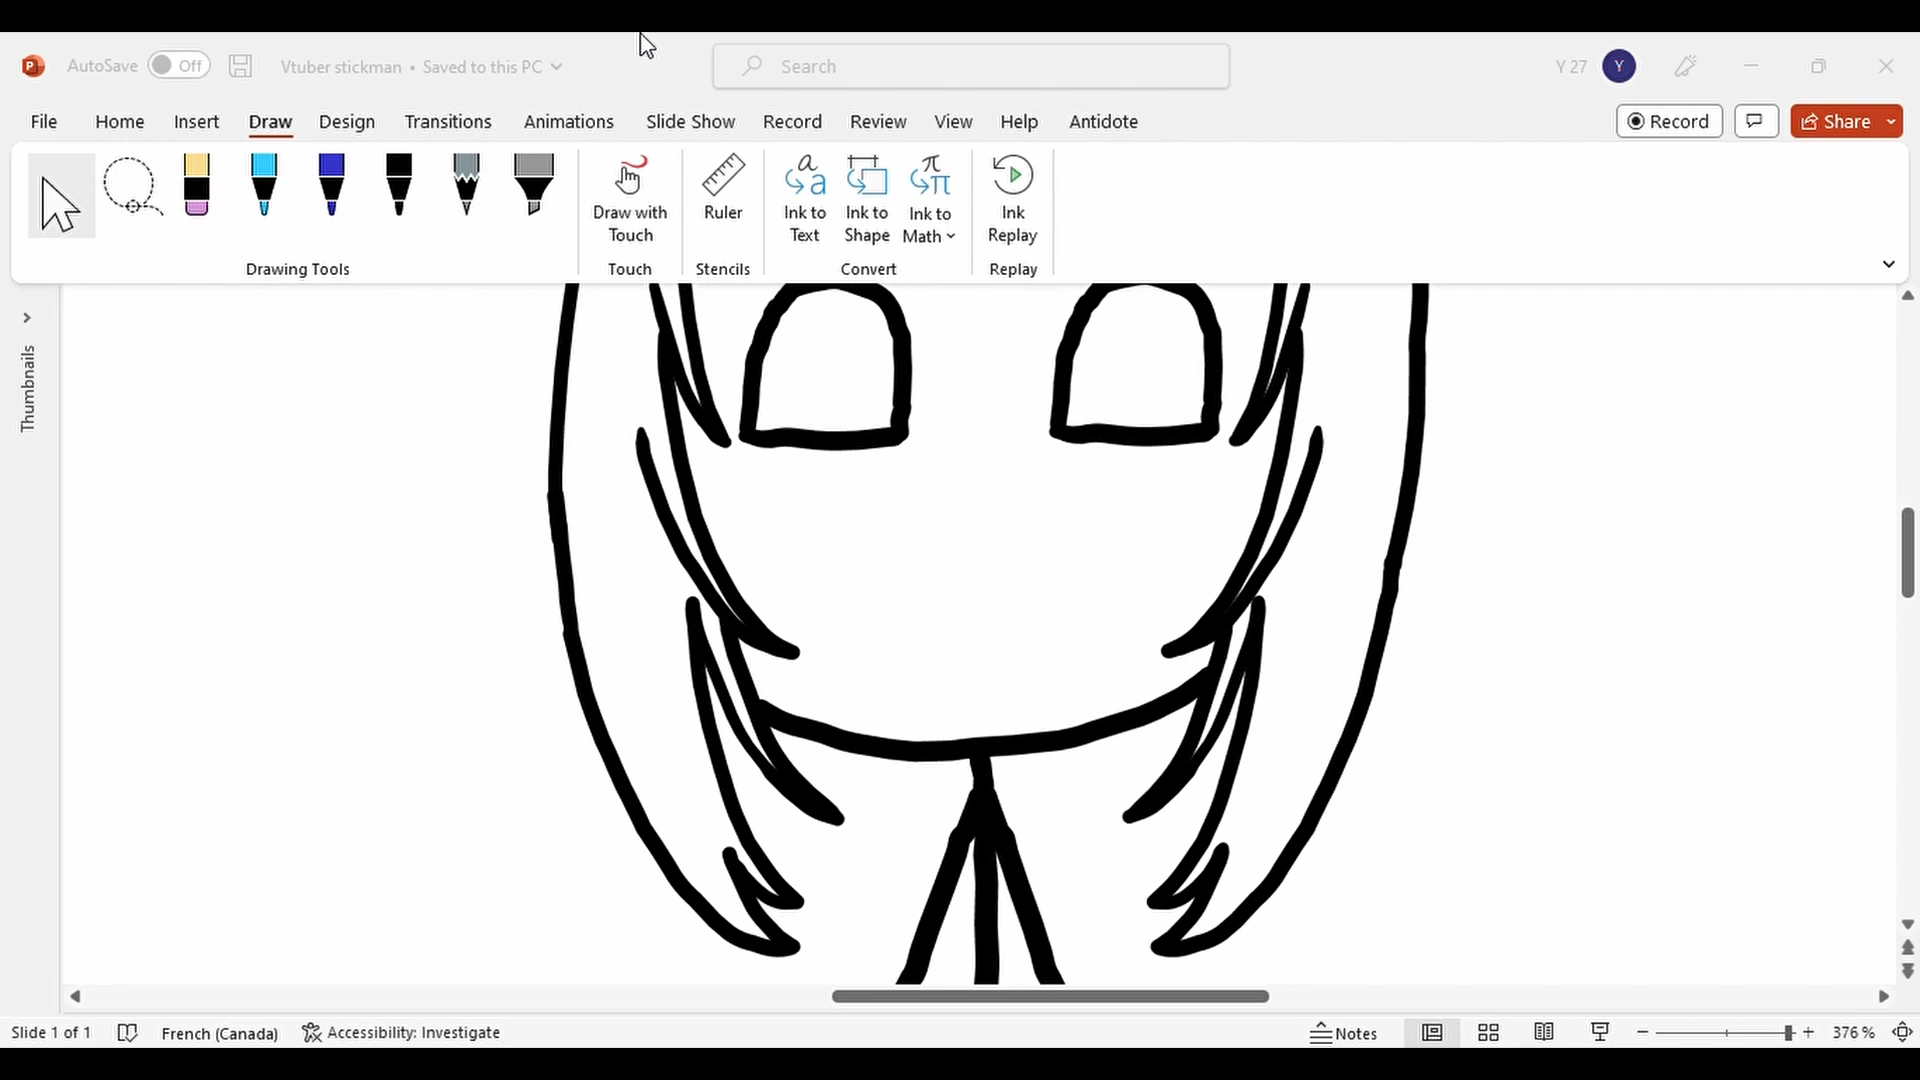 AutoSave Off Vtuber stickman • Saved to this PC Search Y 27 Y
File Home Insert Draw Design Transitions Animations Slide Show Record Review View Help Antidote Record Share
Draw with Touch
Ruler
Ink to Text
Ink to Shape
Ink to Math
Ink Replay
Drawing Tools Touch Stencils Convert Replay
Thumbnails
Slide 1 of 1 French (Canada) Accessibility: Investigate Notes 376 %